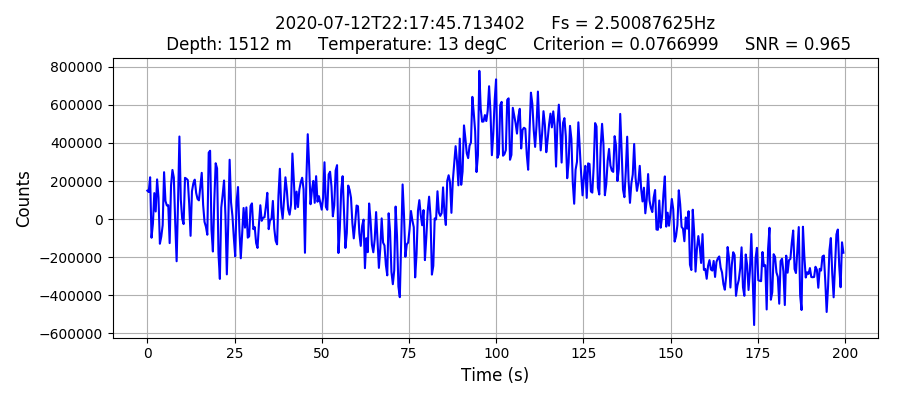 2020-07-12T22:17:45.713402 Fs = 2.50087625Hz
Depth: 1512 m Temperature: 13 degC Criterion = 0.0766999 SNR = 0.965
800000
600000
400000
200000
0
−200000
−400000
−600000
Counts
0 25 50 75 100 125 150 175 200
Time (s)